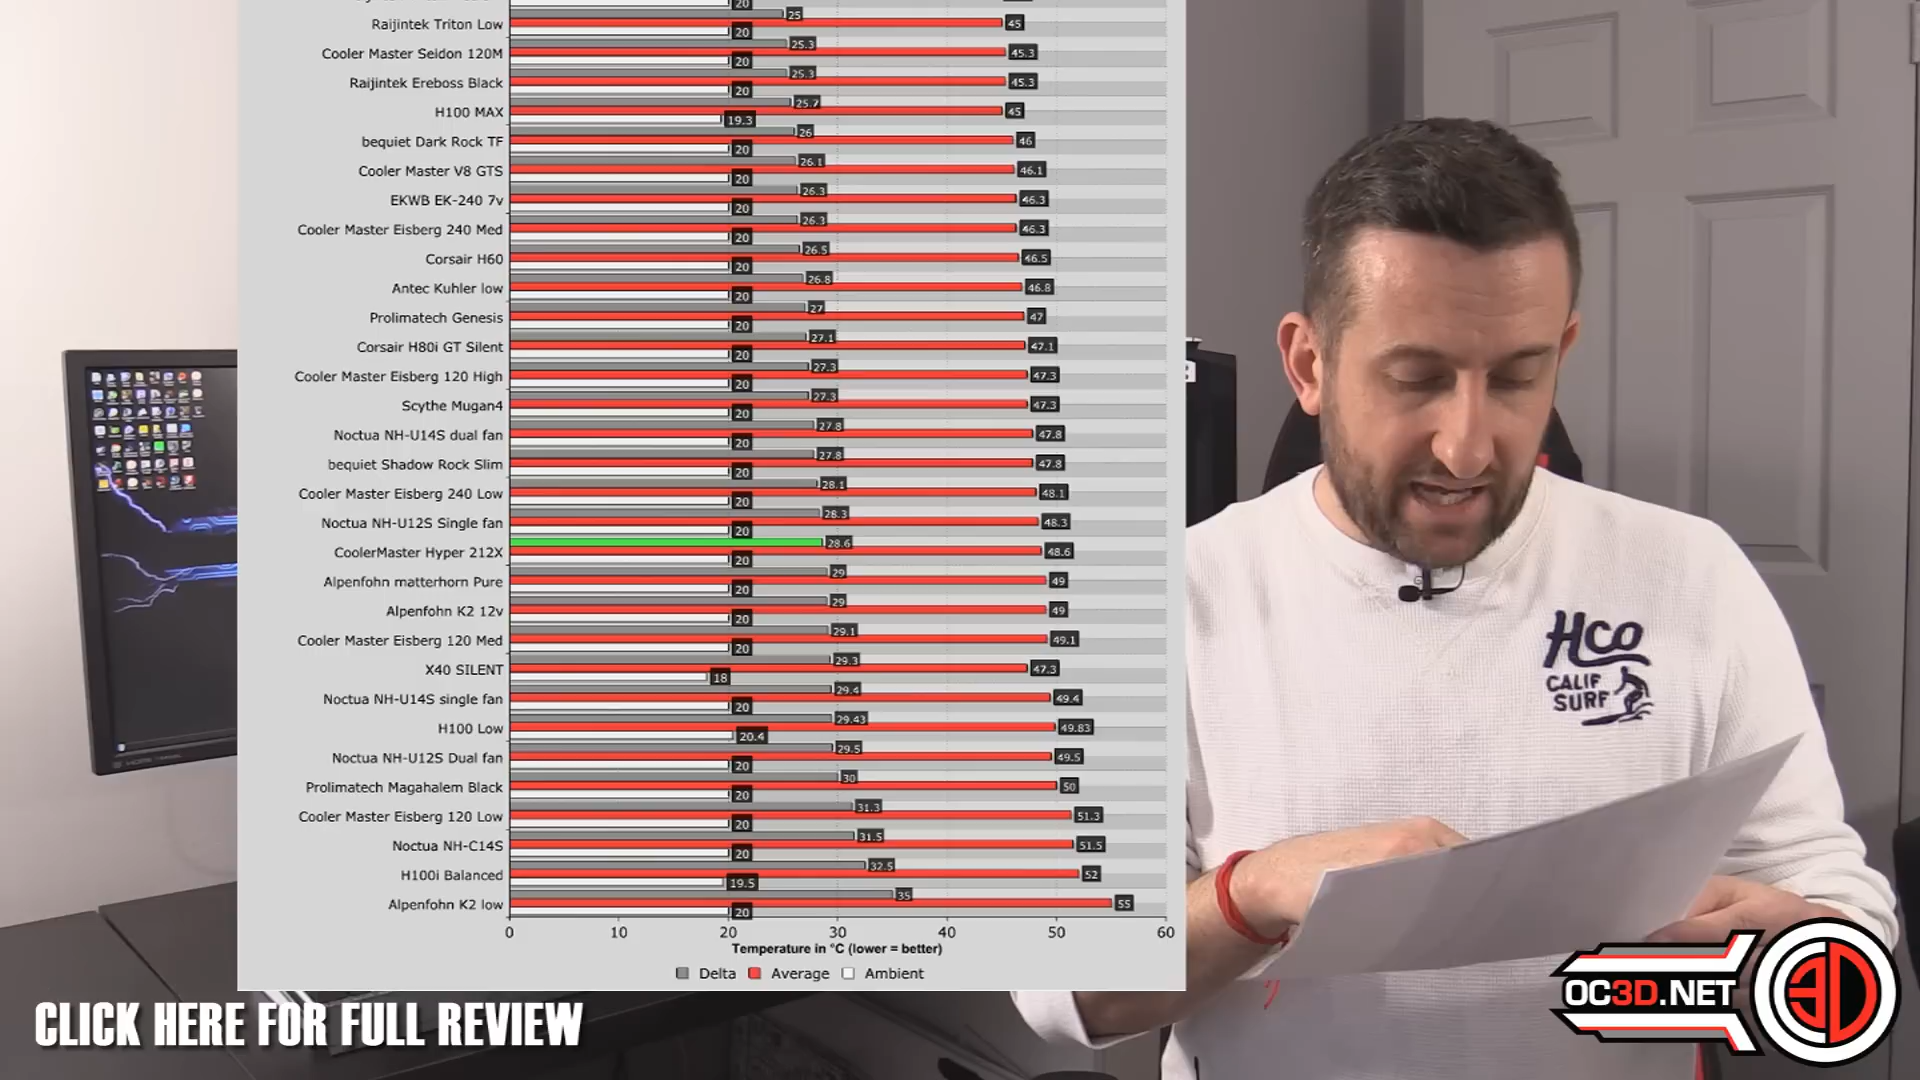 20
25
Raijintek Triton Low 45
20
25.3
Cooler Master Seidon 120M 45.3
20
25.3
Raijintek Ereboss Black 45.3
20
25.7
H100 MAX 45
19.3
26
bequiet Dark Rock TF 46
20
26.1
Cooler Master V8 GTS 46.1
20
26.3
EKWB EK-240 7v 46.3
20
26.3
Cooler Master Eisberg 240 Med 46.3
20
26.5
Corsair H60 46.5
20
26.8
Antec Kuhler low 46.8
20
27
Prolimatech Genesis 47
20
27.1
Corsair H80i GT Silent 47.1
20
27.3
Cooler Master Eisberg 120 High 47.3
20
27.3
Scythe Mugan4 47.3
20
27.8
Noctua NH-U14S dual fan 47.8
20
27.8
bequiet Shadow Rock Slim 47.8
20
28.1
Cooler Master Eisberg 240 Low 48.1
20
28.3
Noctua NH-U12S Single fan 48.3
20
28.6
CoolerMaster Hyper 212X 48.6
20
29
Alpenfohn matterhorn Pure 49
20
29
Alpenfohn K2 12v 49
20
29.1
Cooler Master Eisberg 120 Med 49.1
20
29.3
X40 SILENT 47.3
18
29.4
Noctua NH-U14S single fan 49.4
20
29.43
H100 Low 49.83
20.4
29.5
Noctua NH-U12S Dual fan 49.5
20
30
Prolimatech Magahalem Black 50
20
31.3
Cooler Master Eisberg 120 Low 51.3
20
31.5
Noctua NH-C14S 51.5
20
32.5
H100i Balanced 52
19.5
35
Alpenfohn K2 low 55
20
0 10 20 30 40 50 60
Temperature in °C (lower = better)
Delta Average Ambient
Hco
CALIF
SURF
OC3D.NET
3D
CLICK HERE FOR FULL REVIEW